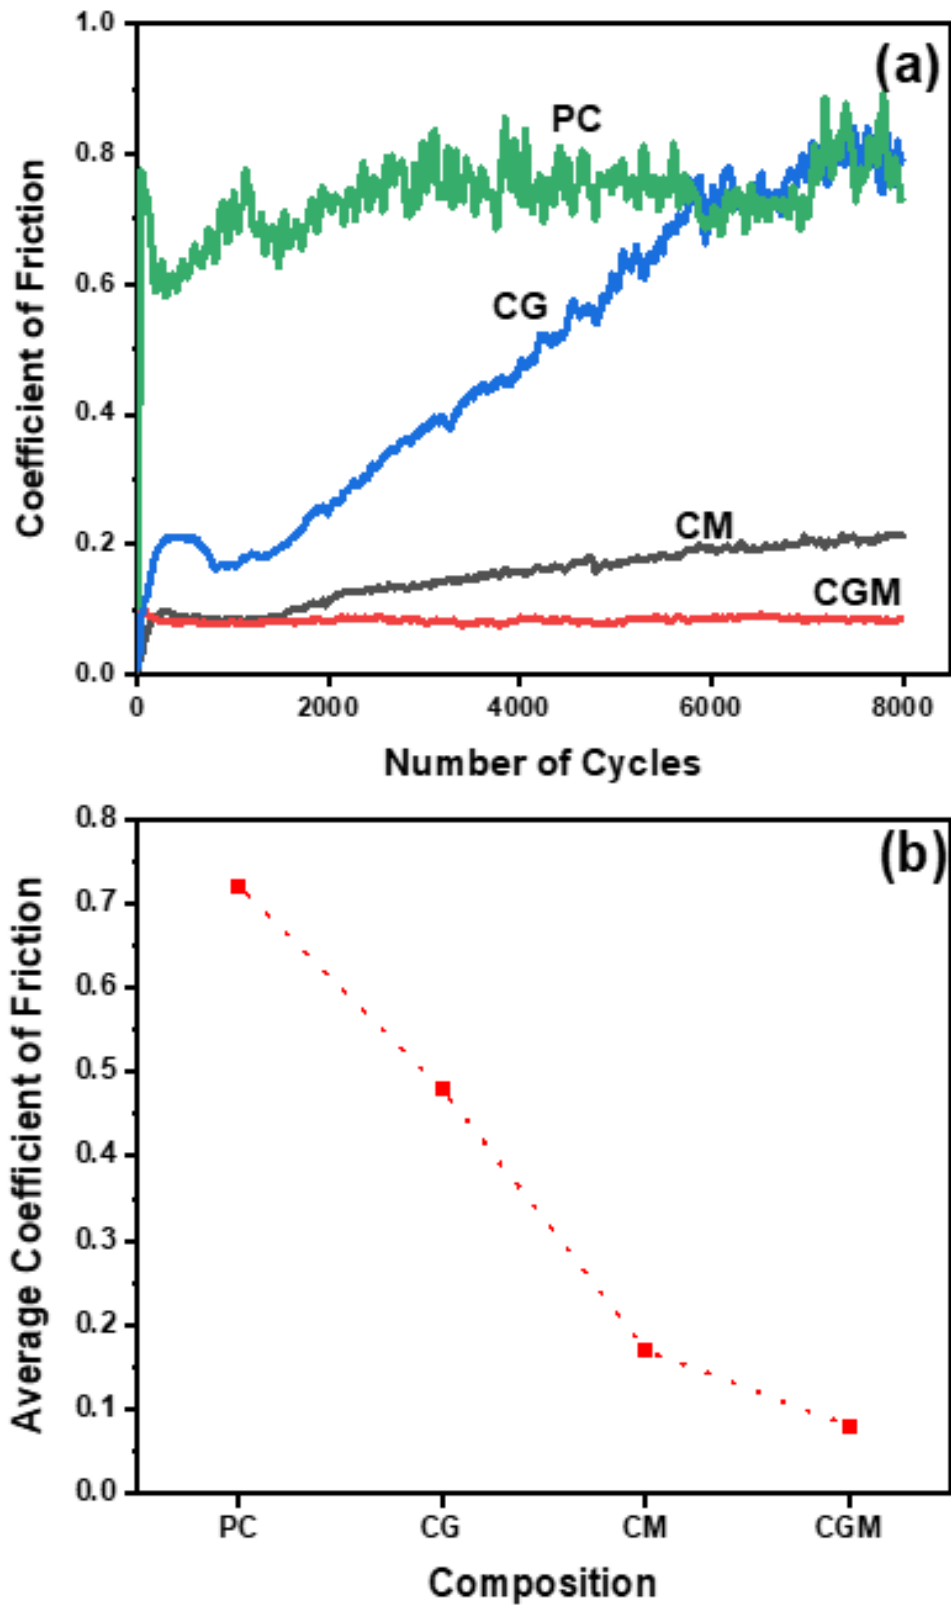 (a)
Coefficient of Friction
1.0
0.8
0.6
0.4
0.2
0.0
PC
CG
CM
CGM
0 2000 4000 6000 8000
Number of Cycles
(b)
Average Coefficient of Friction
0.8
0.7
0.6
0.5
0.4
0.3
0.2
0.1
0.0
PC CG CM CGM
Composition